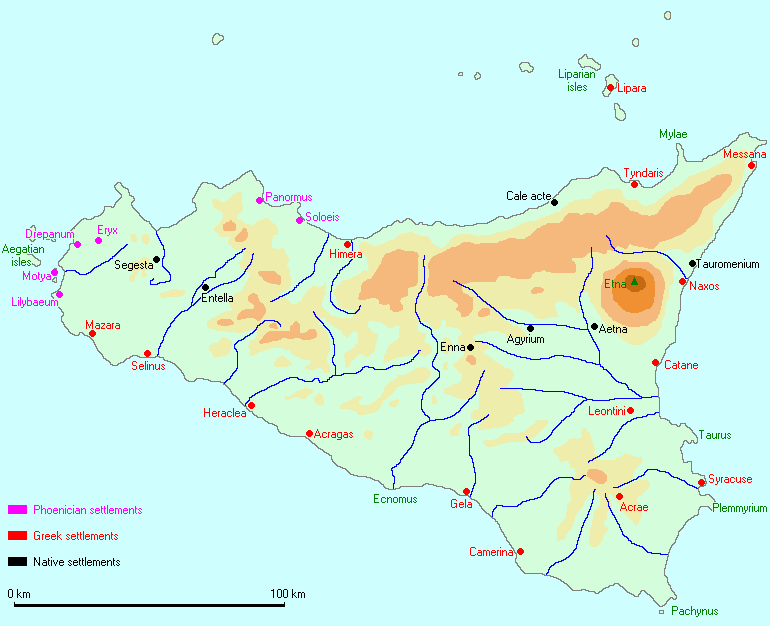 Liparian
isles
Lipara
Mylae
Messana
Tyndaris
Cale acte
Panormus
Soloeis
Drepanum
Eryx
Aegatian
isles
Motya
Segesta
Himera
Tauromenium
Etna
Naxos
Lilybaeum
Entella
Mazara
Aetna
Agyrium
Enna
Selinus
Catane
Heraclea
Leontini
Acragas
Taurus
Syracuse
Ecnomus
Gela
Acrae
Plemmyrium
Camerina
Pachynus
Phoenician settlements
Greek settlements
Native settlements
0 km
100 km